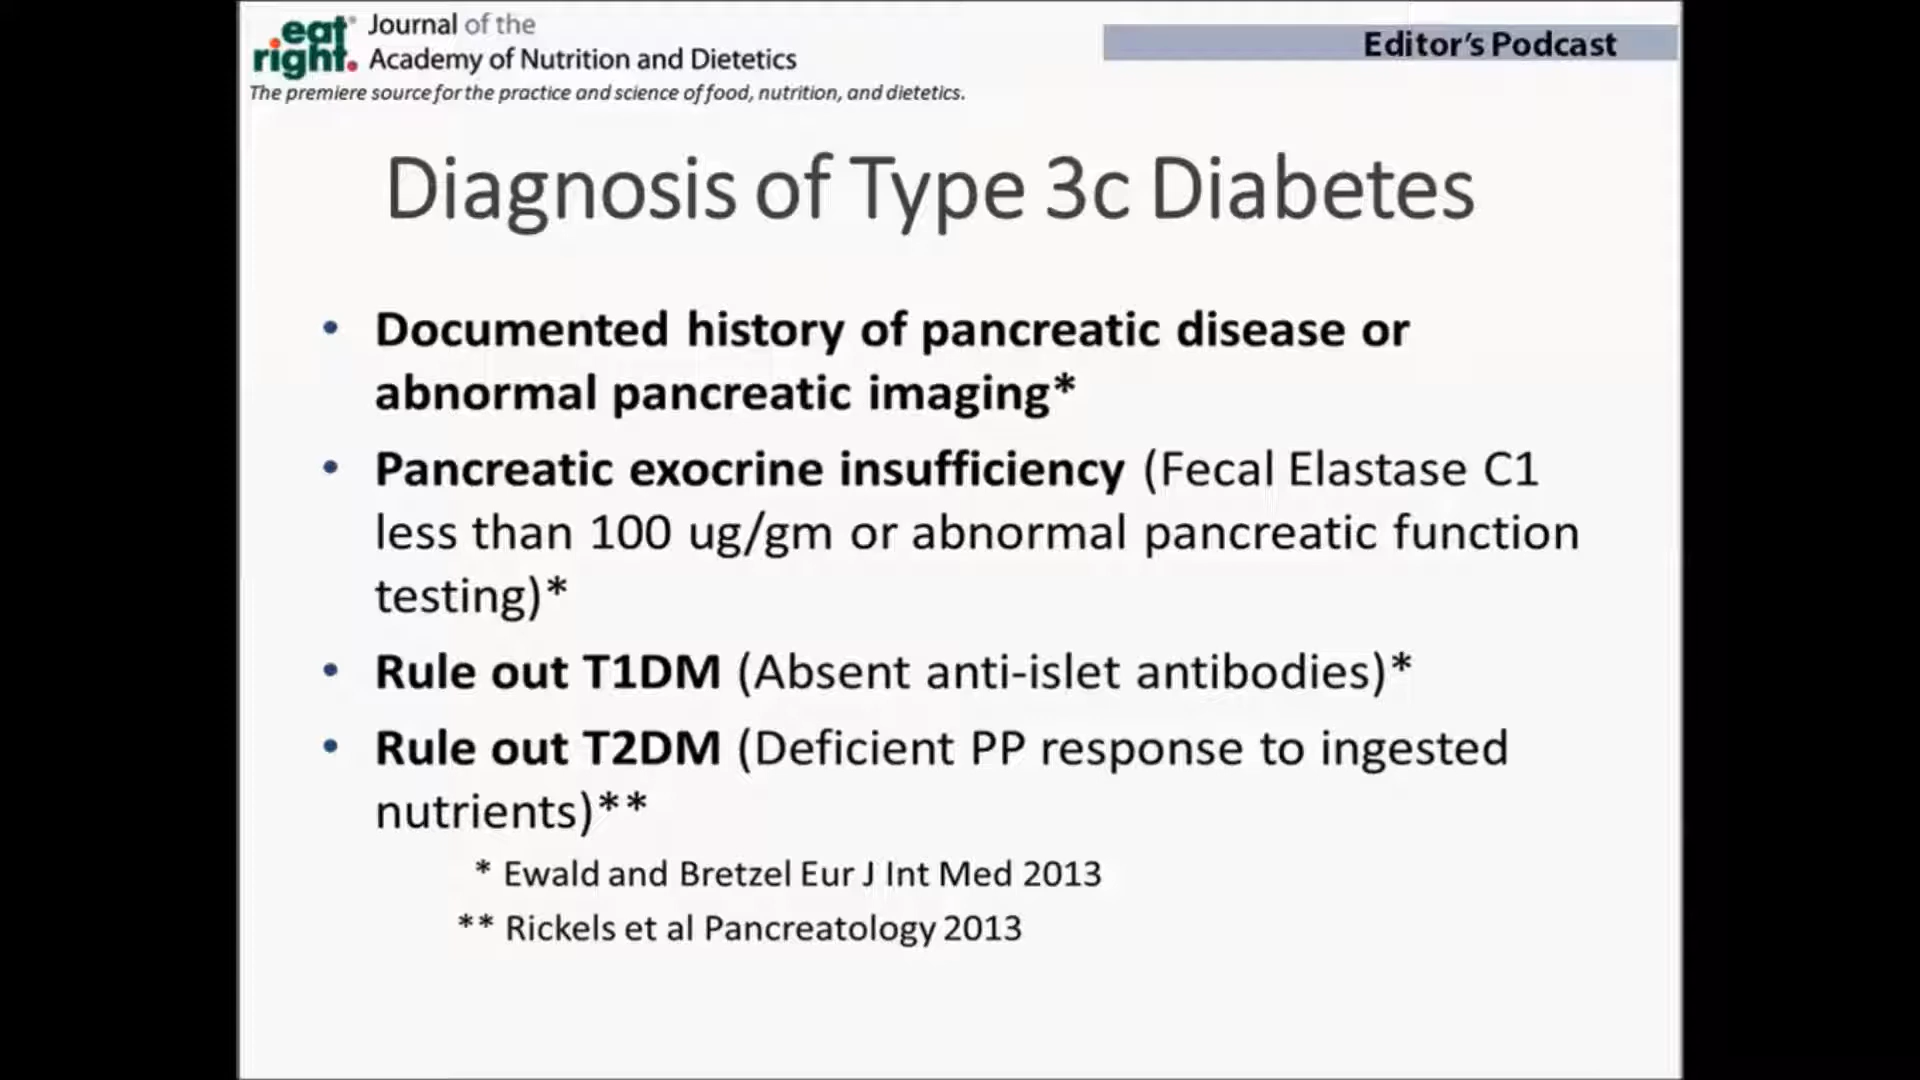 eat right.
Journal of the
Academy of Nutrition and Dietetics
The premiere source for the practice and science of food, nutrition, and dietetics.
Editor's Podcast
Diagnosis of Type 3c Diabetes
• Documented history of pancreatic disease or
abnormal pancreatic imaging*
• Pancreatic exocrine insufficiency (Fecal Elastase C1
less than 100 ug/gm or abnormal pancreatic function
testing)*
• Rule out T1DM (Absent anti-islet antibodies)*
• Rule out T2DM (Deficient PP response to ingested
nutrients)**
* Ewald and Bretzel Eur J Int Med 2013
** Rickels et al Pancreatology 2013